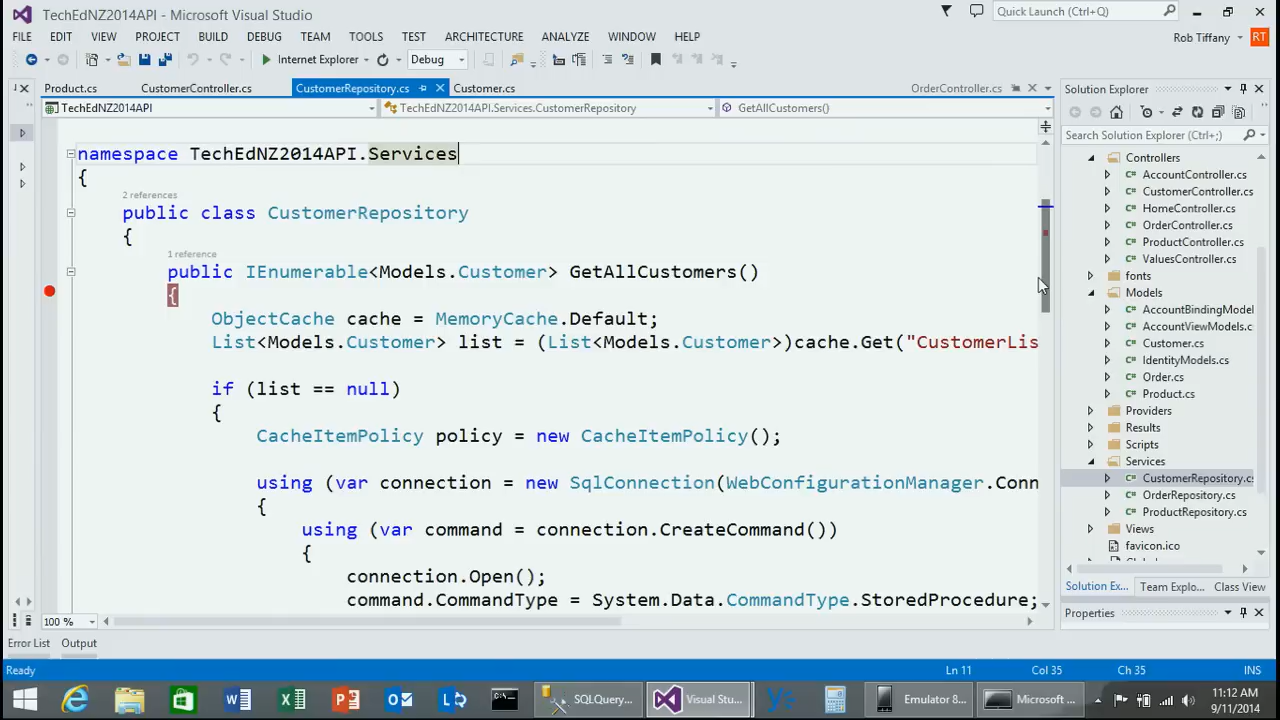 TechEdNZ2014API - Microsoft Visual Studio
Quick Launch (Ctrl+Q)
FILE EDIT VIEW PROJECT BUILD DEBUG TEAM TOOLS TEST ARCHITECTURE ANALYZE WINDOW HELP
Rob Tiffany RT
Internet Explorer Debug
Product.cs CustomerController.cs CustomerRepository.cs Customer.cs OrderController.cs
TechEdNZ2014API TechEdNZ2014API.Services.CustomerRepository GetAllCustomers()
namespace TechEdNZ2014API.Services
{
2 references
public class CustomerRepository
{
1 reference
public IEnumerable<Models.Customer> GetAllCustomers()
{
ObjectCache cache = MemoryCache.Default;
List<Models.Customer> list = (List<Models.Customer>)cache.Get("CustomerLis
if (list == null)
{
CacheItemPolicy policy = new CacheItemPolicy();
using (var connection = new SqlConnection(WebConfigurationManager.Conn
{
using (var command = connection.CreateCommand())
{
connection.Open();
command.CommandType = System.Data.CommandType.StoredProcedure;
100 %
Solution Explorer
Search Solution Explorer (Ctrl+;)
Controllers
AccountController.cs
CustomerController.cs
HomeController.cs
OrderController.cs
ProductController.cs
ValuesController.cs
fonts
Models
AccountBindingModel
AccountViewModels.c
Customer.cs
IdentityModels.cs
Order.cs
Product.cs
Providers
Results
Scripts
Services
CustomerRepository.cs
OrderRepository.cs
ProductRepository.cs
Views
favicon.ico
Solution Ex... Team Explo... Class View
Properties
Error List Output
Ready Ln 11 Col 35 Ch 35 INS
SQLQuery... Visual Stu... Emulator 8... Microsoft ...
11:12 AM
9/11/2014